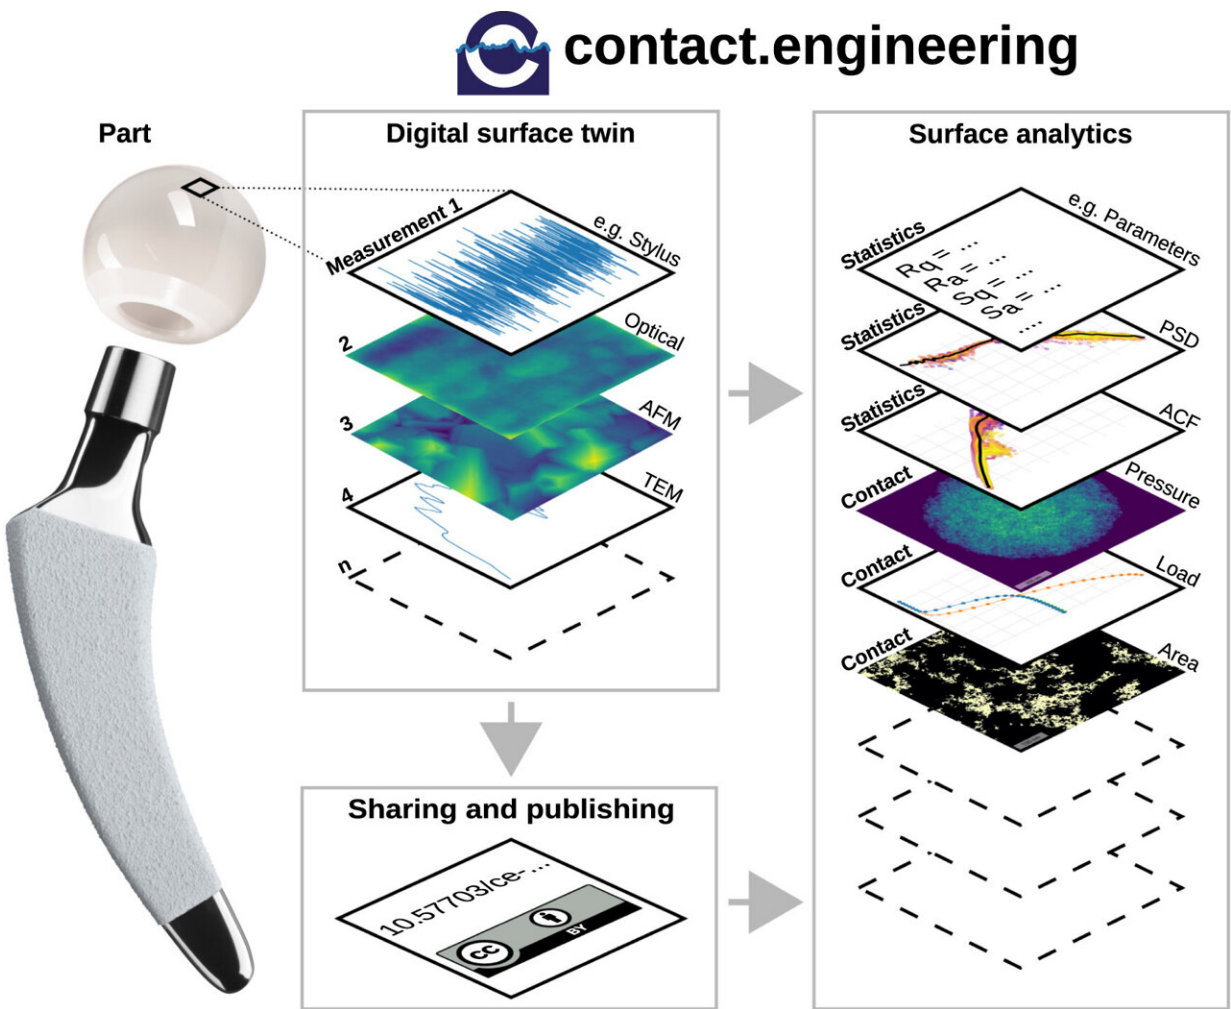 contact.engineering
Part
Digital surface twin
Measurement 1
e.g. Stylus
2
Optical
3
AFM
4
TEM
n
Sharing and publishing
10.57703/ce-...
cc
BY
Surface analytics
Statistics
e.g. Parameters
Rq = ...
Ra = ...
Sq = ...
Sa = ...
....
Statistics
PSD
Statistics
ACF
Contact
Pressure
Contact
Load
Contact
Area